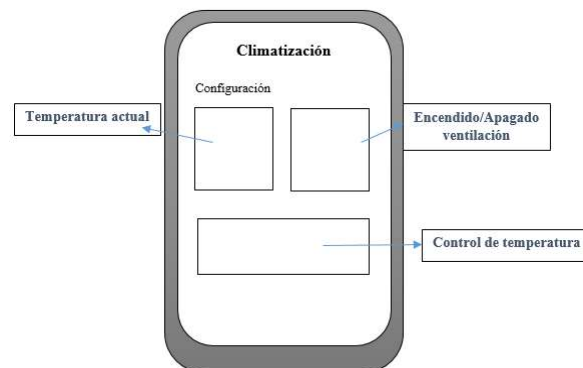 Climatización
Configuración
Temperatura actual
Encendido/Apagado
ventilación
Control de temperatura